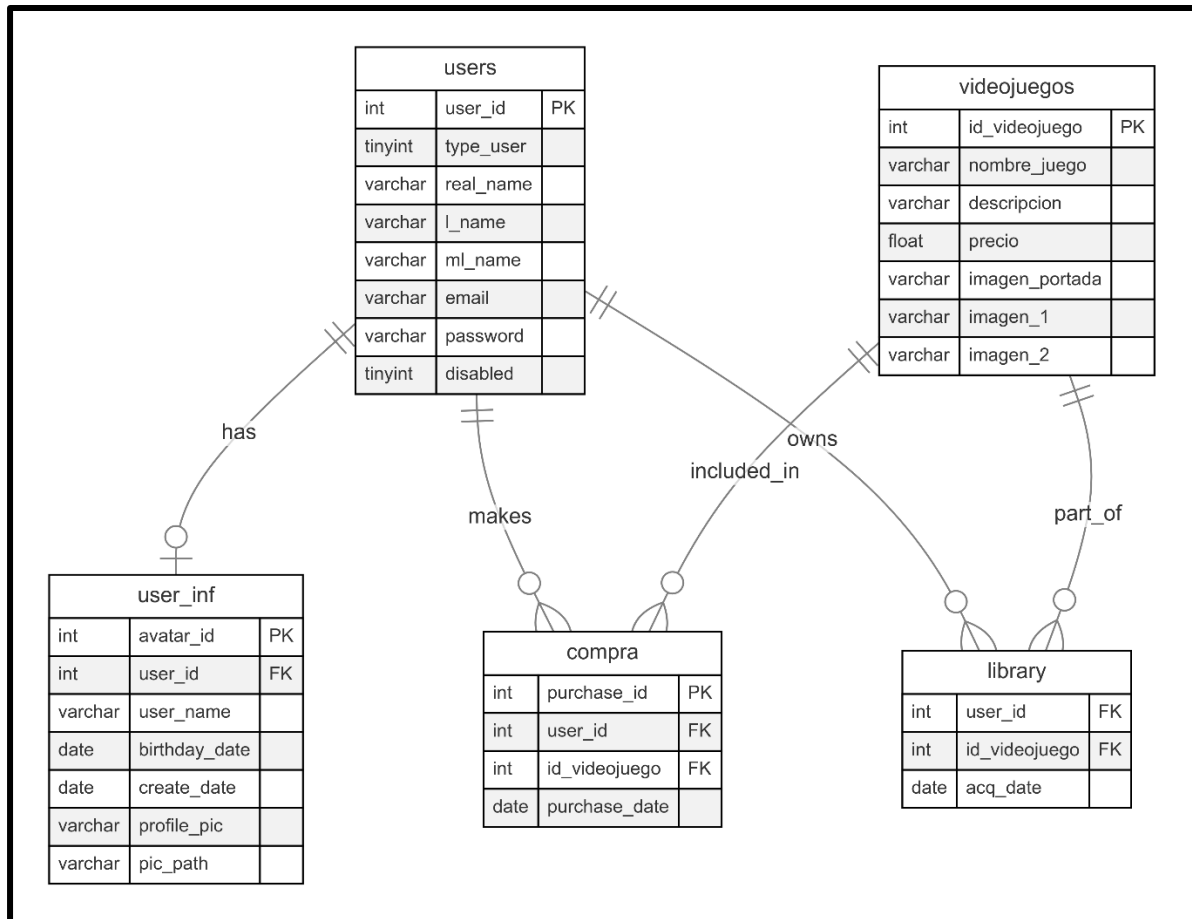 users
int user_id PK
tinyint type_user
varchar real_name
varchar l_name
varchar ml_name
varchar email
varchar password
tinyint disabled
videojuegos
int id_videojuego PK
varchar nombre_juego
varchar descripcion
float precio
varchar imagen_portada
varchar imagen_1
varchar imagen_2
has
makes
included_in
owns
part_of
user_inf
int avatar_id PK
int user_id FK
varchar user_name
date birthday_date
date create_date
varchar profile_pic
varchar pic_path
compra
int purchase_id PK
int user_id FK
int id_videojuego FK
date purchase_date
library
int user_id FK
int id_videojuego FK
date acq_date